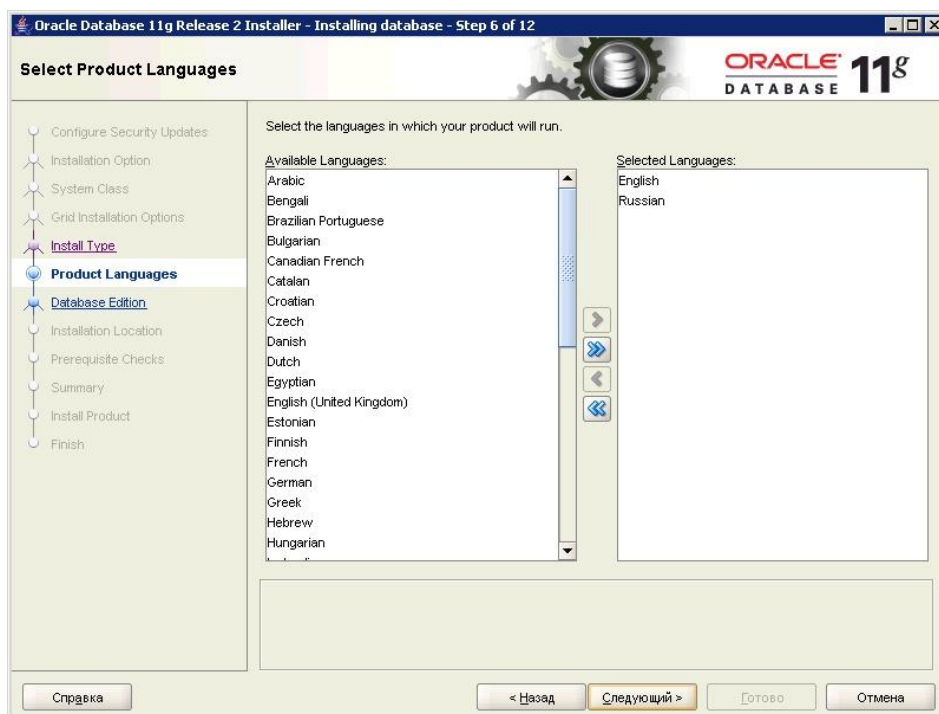 Oracle Database 11g Release 2 Installer - Installing database - Step 6 of 12
Select Product Languages
ORACLE
DATABASE
11g
Configure Security Updates
Installation Option
System Class
Grid Installation Options
Install Type
Product Languages
Database Edition
Installation Location
Prerequisite Checks
Summary
Install Product
Finish
Select the languages in which your product will run.
Available Languages:
Arabic
Bengali
Brazilian Portuguese
Bulgarian
Canadian French
Catalan
Croatian
Czech
Danish
Dutch
Egyptian
English (United Kingdom)
Estonian
Finnish
French
German
Greek
Hebrew
Hungarian
Selected Languages:
English
Russian
Справка
< Назад
Следующий >
Готово
Отмена